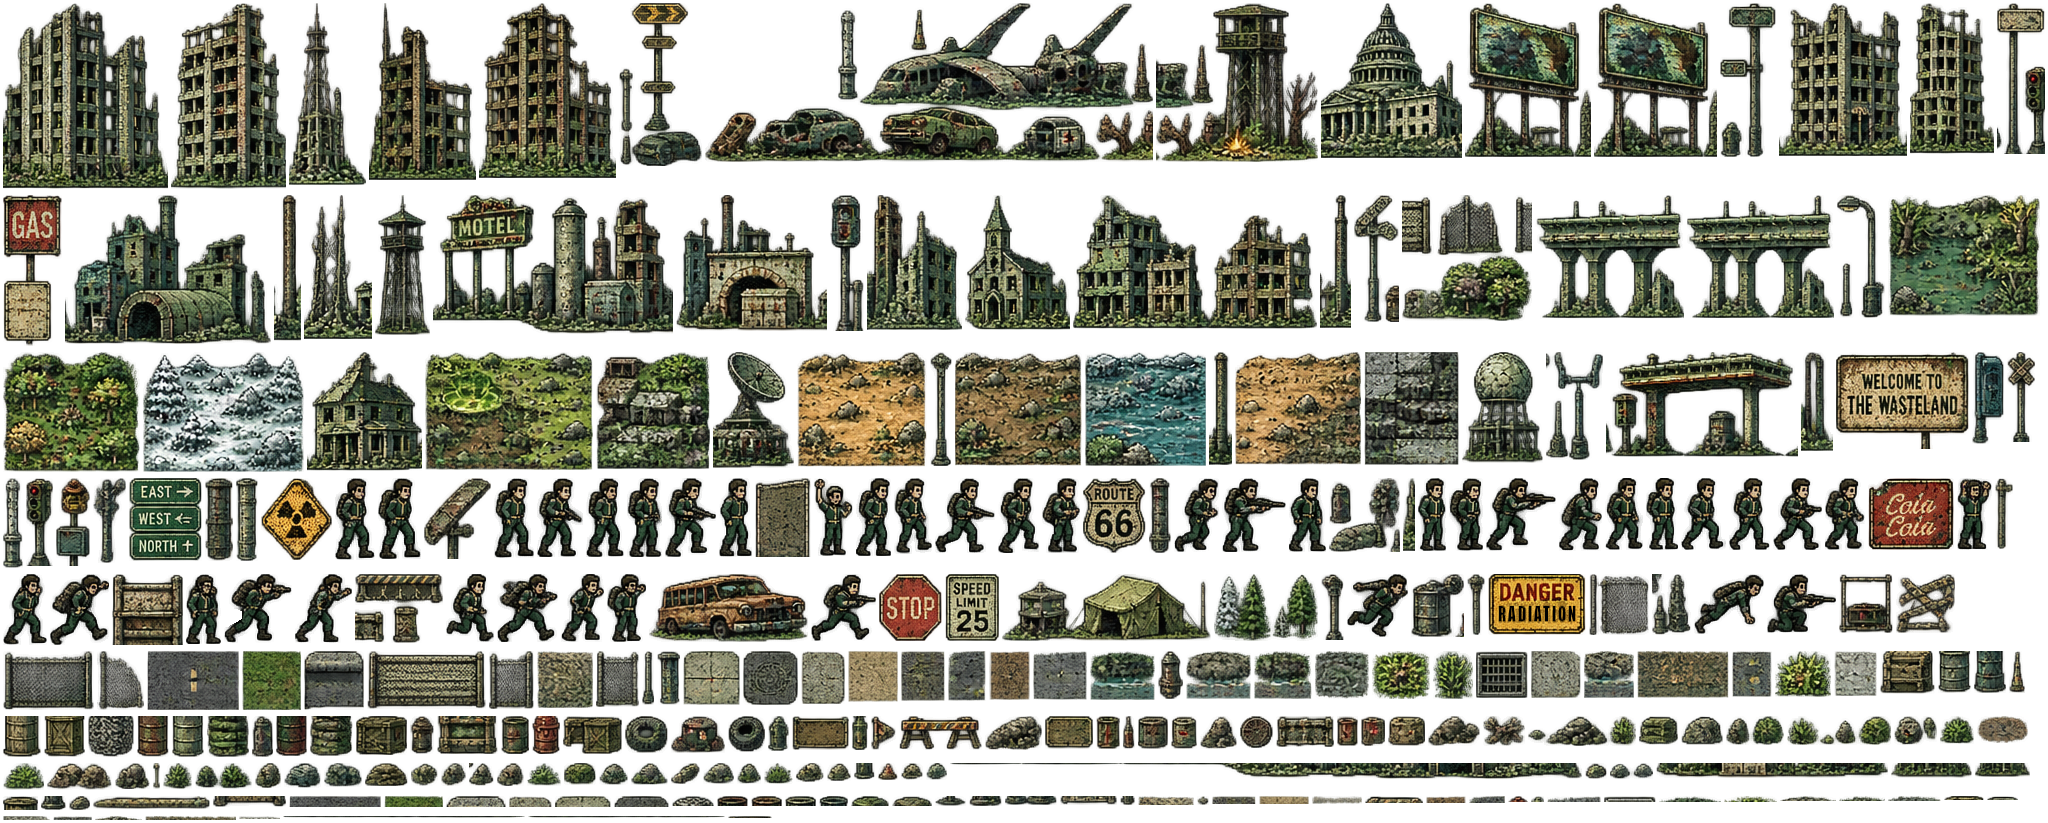 GAS
MOTEL
WELCOME TO
THE WASTELAND
EAST →
WEST
NORTH
ROUTE
66
Cola
Cola
STOP
SPEED
LIMIT
25
DANGER
RADIATION